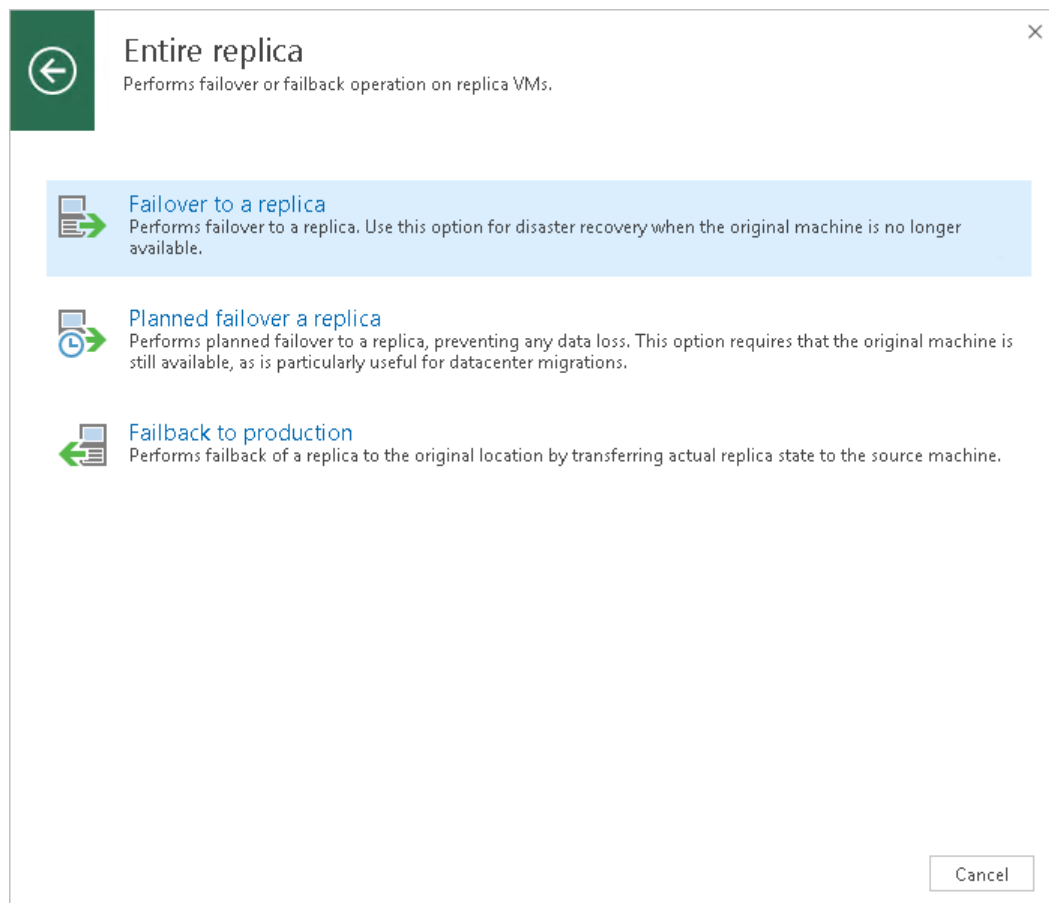 Entire replica
Performs failover or failback operation on replica VMs.
Failover to a replica
Performs failover to a replica. Use this option for disaster recovery when the original machine is no longer
available.
Planned failover a replica
Performs planned failover to a replica, preventing any data loss. This option requires that the original machine is
still available, as is particularly useful for datacenter migrations.
Failback to production
Performs failback of a replica to the original location by transferring actual replica state to the source machine.
Cancel